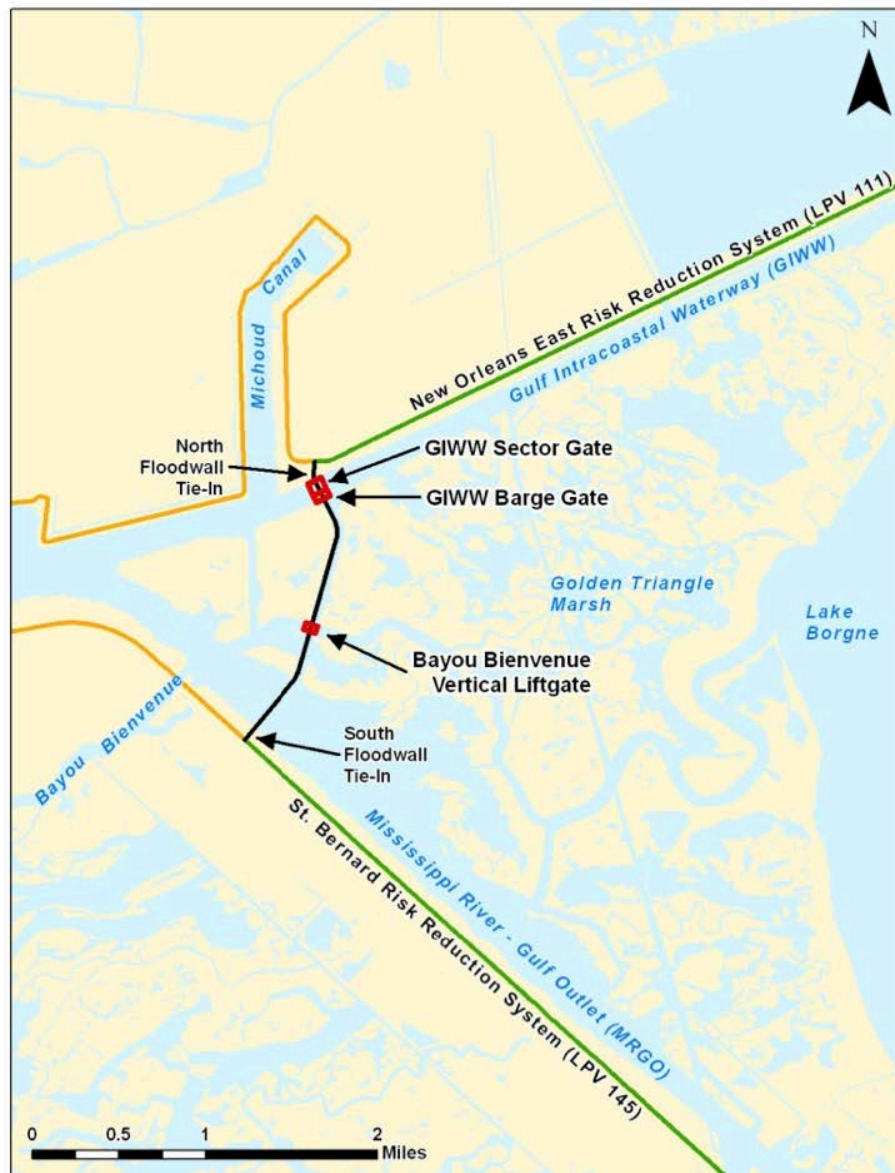 N
New Orleans East Risk Reduction System (LPV 111)
Gulf Intracoastal Waterway (GIWW)
Michoud
Canal
North
Floodwall
Tie-In
GIWW Sector Gate
GIWW Barge Gate
Golden Triangle
Marsh
Lake
Borgne
Bayou Bienvenue
Vertical Liftgate
Bayou Bienvenue
South
Floodwall
Tie-In
Mississippi River - Gulf Outlet (MRGO)
St. Bernard Risk Reduction System (LPV 145)
0 0.5 1 2
Miles